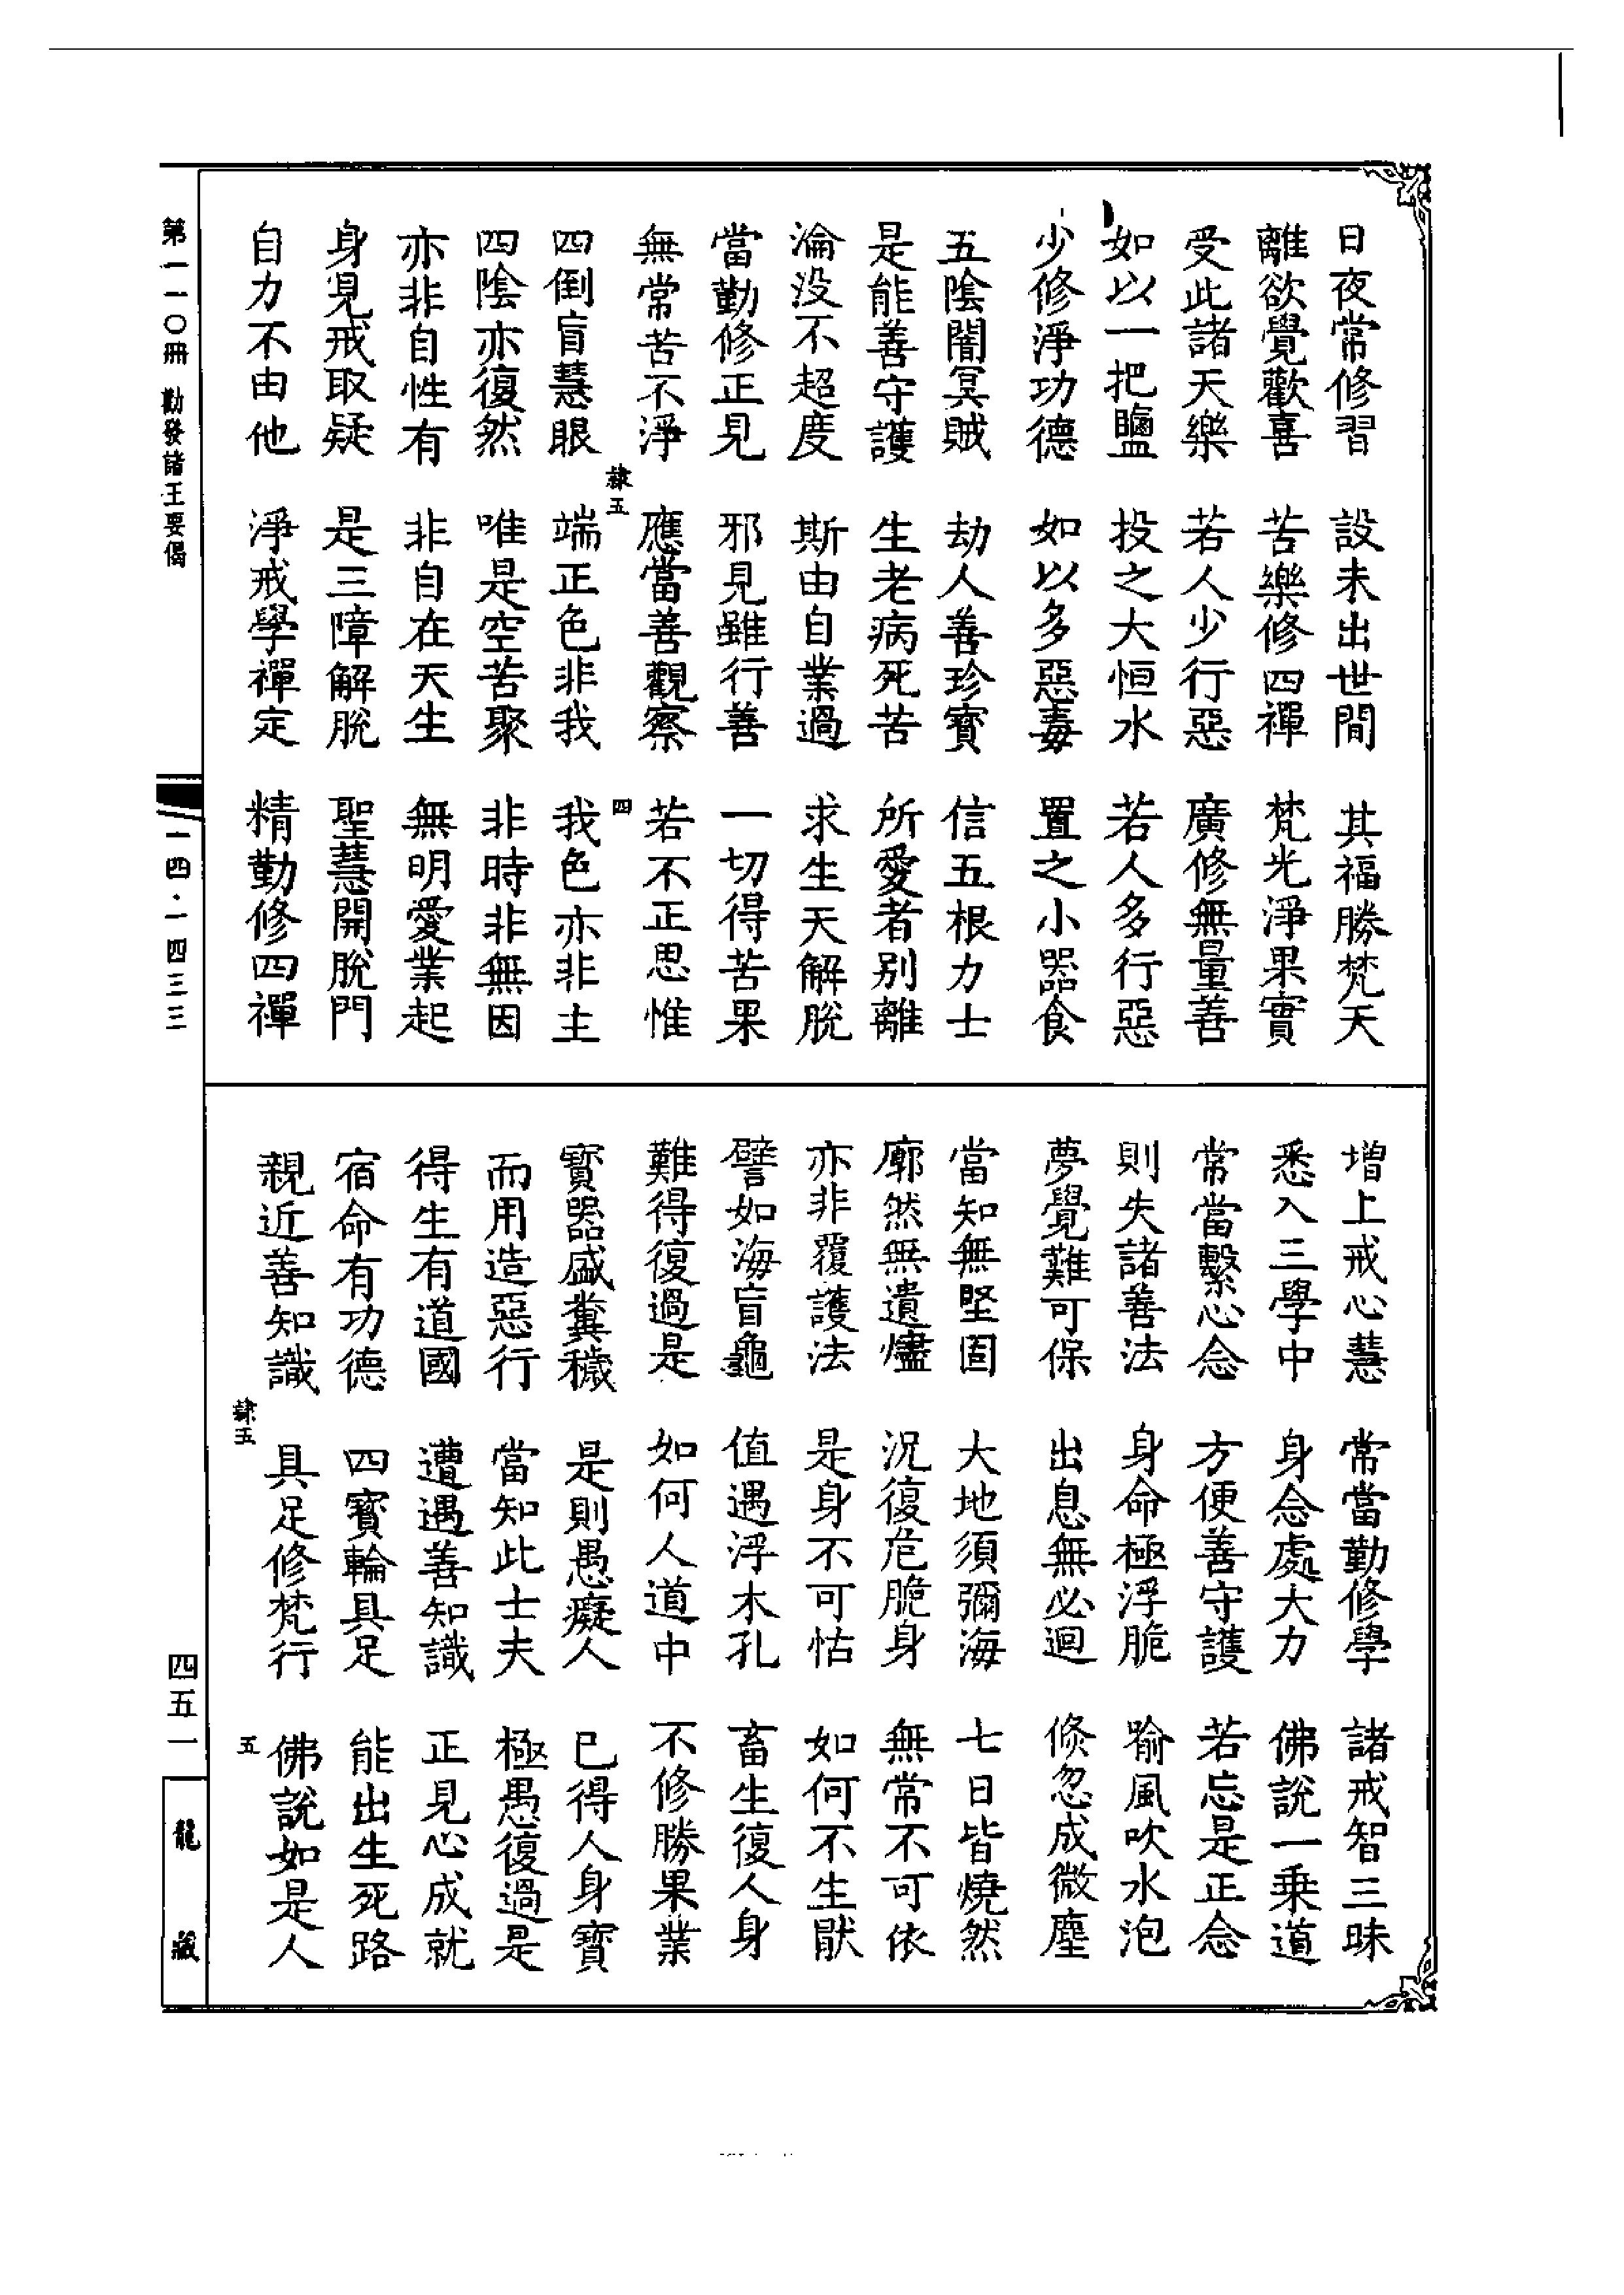 日夜常修習 設未出世間 其福勝梵天
離欲覺歡喜 苦樂修四禪 梵光淨果實
受此諸天樂 若人少行惡 廣修無量善
如以一把鹽 投之大恒水 若人多行惡
少修淨功德 如以多惡毒 置之小器食
五陰闇冥賊 劫人善珍寶 信五根力士
是能善守護 生老病死苦 所愛者別離
淪没不超度 斯由自業過 求生天解脫
當勤修正見 邪見雖行善 一切得苦果
無常苦不淨 應當善觀察 若不正思惟
隸五 四
四倒盲慧眼 端正色非我 我色亦非主
四陰亦復然 唯是空苦聚 非時非無因
亦非自性有 非自在天生 無明愛業起
身見戒取疑 是三障解脫 聖慧開脫門
自力不由他 淨戒學禪定 精勤修四禪
增上戒心慧 常當勤修學 諸戒智三昧
悉入三學中 身念處大力 佛說一乘道
常當繫心念 方便善守護 若忘是正念
則失諸善法 身命極浮脆 喻風吹水泡
夢覺難可保 出息無必迴 倏忽成微塵
當知無堅固 大地須彌海 七日皆燒然
廓然無遺燼 況復危脆身 無常不可依
亦非覆護法 是身不可怙 如何不生厭
譬如海盲龜 值遇浮木孔 畜生復人身
難得復過是 如何人道中 不修勝果業
寶器盛糞穢 是則愚癡人 已得人身寶
而用造惡行 當知此士夫 極愚復過是
得生有道國 遭遇善知識 正見心成就
宿命有功德 四寶輪具足 能出生死路
親近善知識 具足修梵行 佛說如是人
隸五 五
第一一〇冊 勸發諸王要偈
一四·一四三三
四五一
龍藏